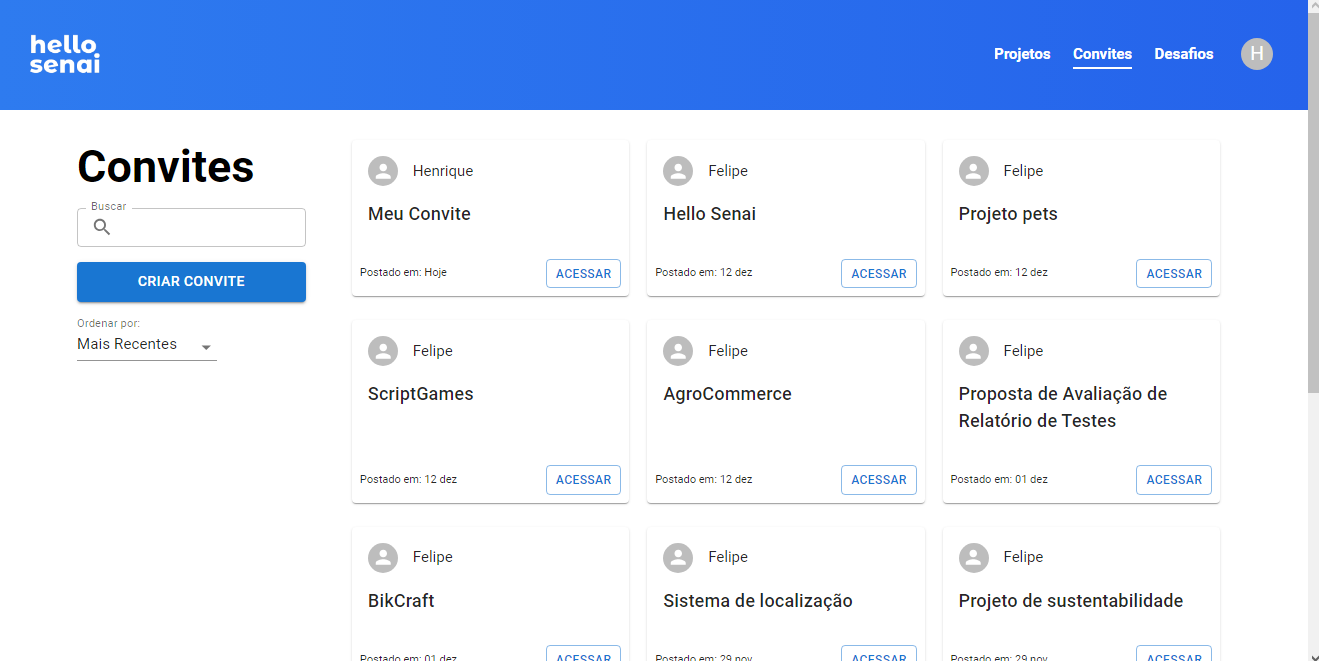 hello
senai
Projetos
Convites
Desafios
H
Convites
Buscar
CRIAR CONVITE
Ordenar por:
Mais Recentes
Henrique
Meu Convite
Postado em: Hoje
ACESSAR
Felipe
Hello Senai
Postado em: 12 dez
ACESSAR
Felipe
Projeto pets
Postado em: 12 dez
ACESSAR
Felipe
ScriptGames
Postado em: 12 dez
ACESSAR
Felipe
AgroCommerce
Postado em: 12 dez
ACESSAR
Felipe
Proposta de Avaliação de
Relatório de Testes
Postado em: 01 dez
ACESSAR
Felipe
BikCraft
Postado em: 01 dez
ACESSAR
Felipe
Sistema de localização
Postado em: 29 nov
ACESSAR
Felipe
Projeto de sustentabilidade
Postado em: 29 nov
ACESSAR